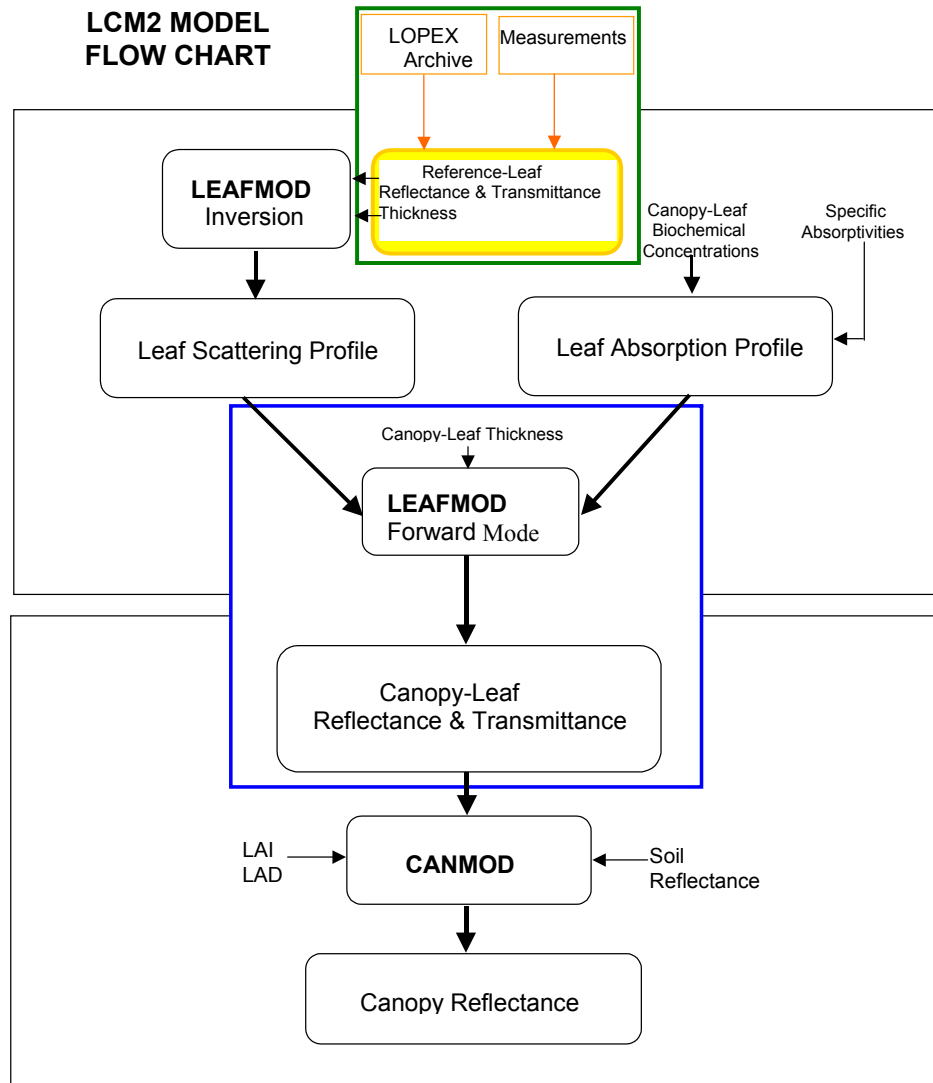 LCM2 MODEL
FLOW CHART
LOPEX
Archive
Measurements
Reference-Leaf
Reflectance & Transmittance
Thickness
LEAFMOD
Inversion
Canopy-Leaf
Biochemical
Concentrations
Specific
Absorptivities
Leaf Scattering Profile
Leaf Absorption Profile
Canopy-Leaf Thickness
LEAFMOD
Forward Mode
Canopy-Leaf
Reflectance & Transmittance
LAI
LAD
CANMOD
Soil
Reflectance
Canopy Reflectance